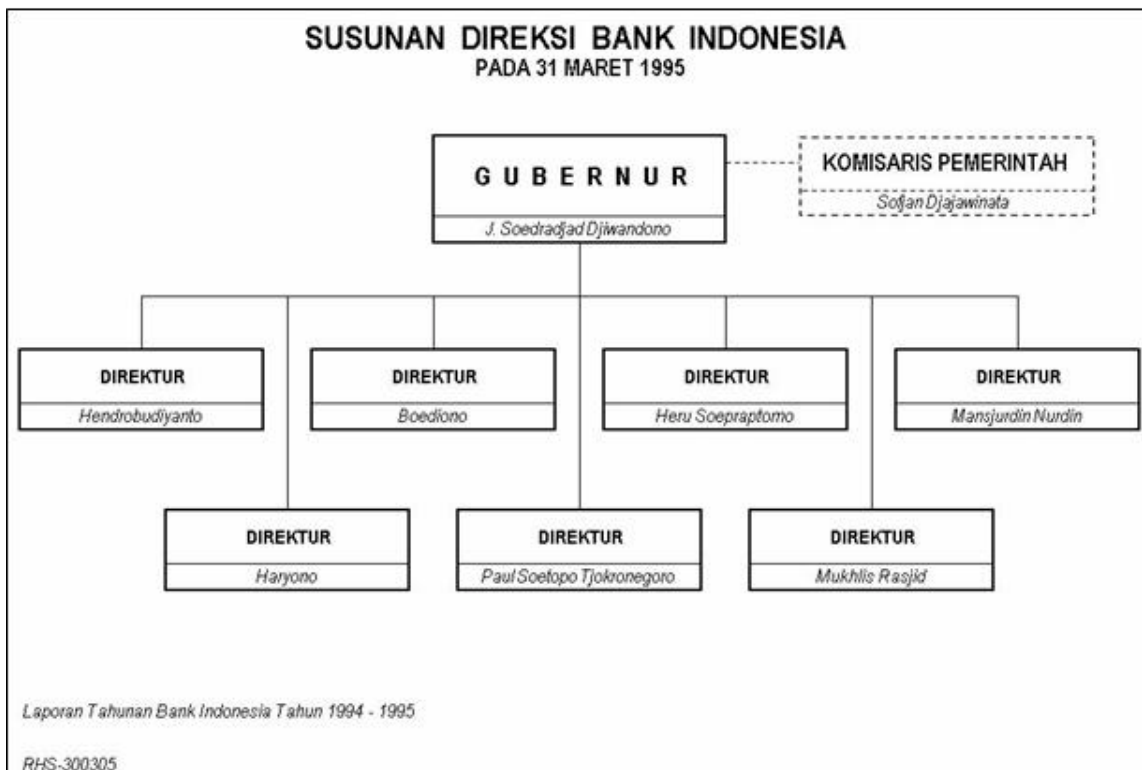 SUSUNAN DIREKSI BANK INDONESIA
PADA 31 MARET 1995
GUBERNUR
J. Soedradjad Djiwandono
KOMISARIS PEMERINTAH
Sofjan Djajawinata
DIREKTUR
Hendrobudiyanto
DIREKTUR
Boediono
DIREKTUR
Heru Soepraptomo
DIREKTUR
Mansjurdin Nurdin
DIREKTUR
Haryono
DIREKTUR
Paul Soetopo Tjokronegoro
DIREKTUR
Mukhlis Rasjid
Laporan Tahunan Bank Indonesia Tahun 1994 - 1995
RHS-300305